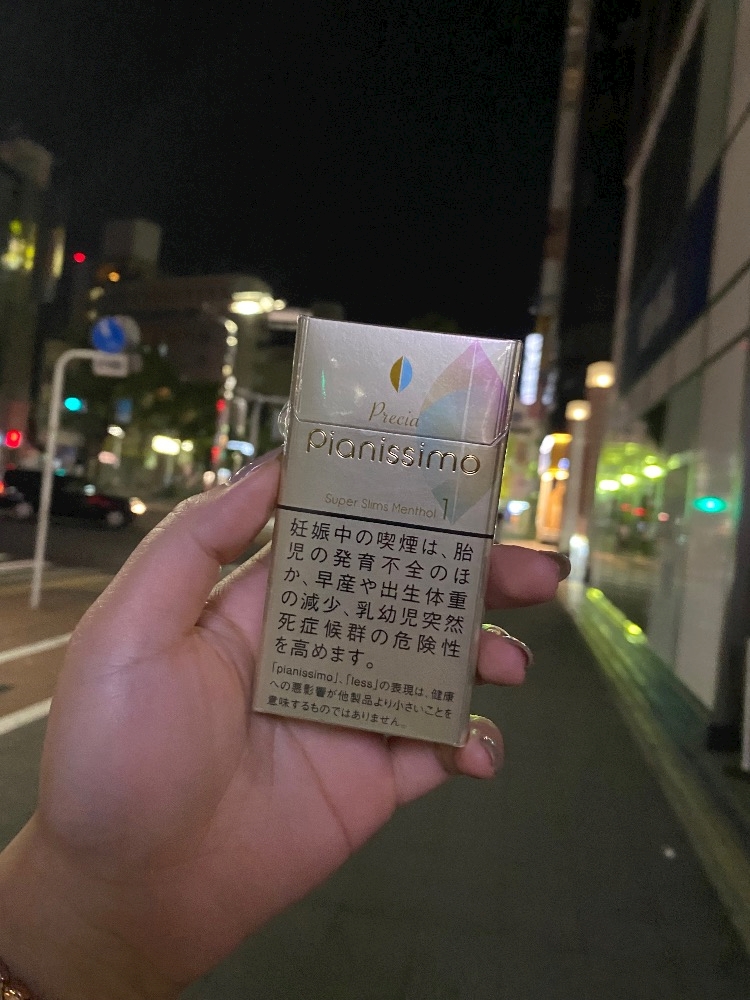 Precia
pianissimo
Super Slims Menthol 1
妊娠中の喫煙は、胎
児の発育不全のほ
か、早産や出生体重
の減少、乳幼児突然
死症候群の危険性
を高めます。
「pianissimo」、「less」の表現は、健康
への悪影響が他製品より小さいことを
意味するものではありません。